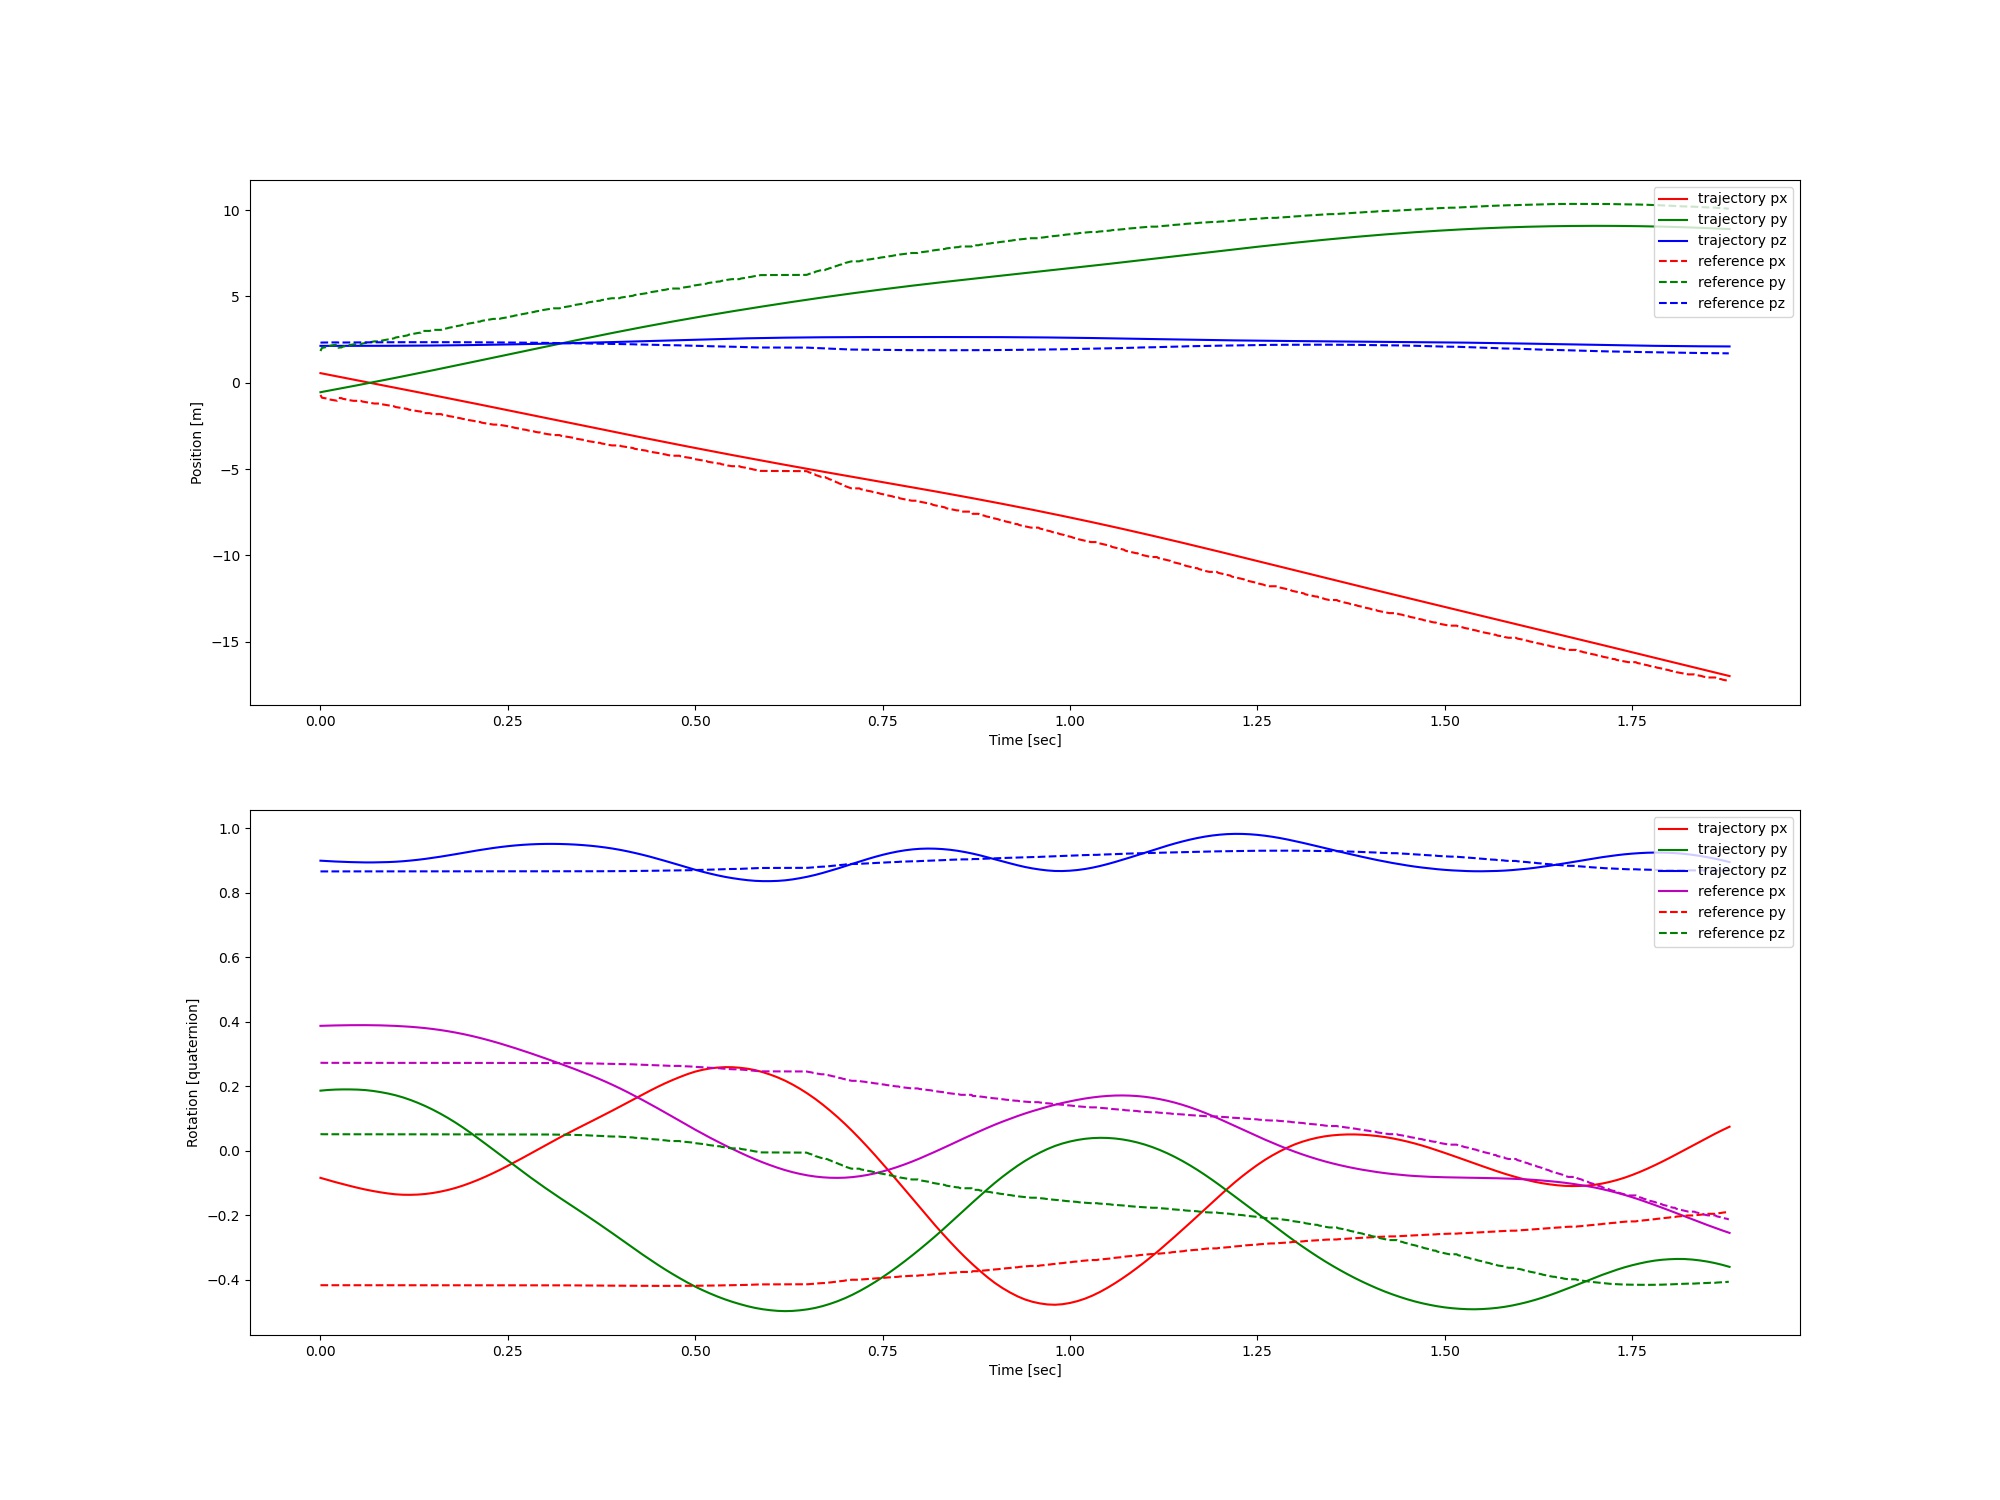 10
5
0
−5
−10
−15
Position [m]
trajectory px
trajectory py
trajectory pz
reference px
reference py
reference pz
0.00 0.25 0.50 0.75 1.00 1.25 1.50 1.75
Time [sec]
1.0
0.8
0.6
0.4
0.2
0.0
−0.2
−0.4
Rotation [quaternion]
trajectory px
trajectory py
trajectory pz
reference px
reference py
reference pz
0.00 0.25 0.50 0.75 1.00 1.25 1.50 1.75
Time [sec]